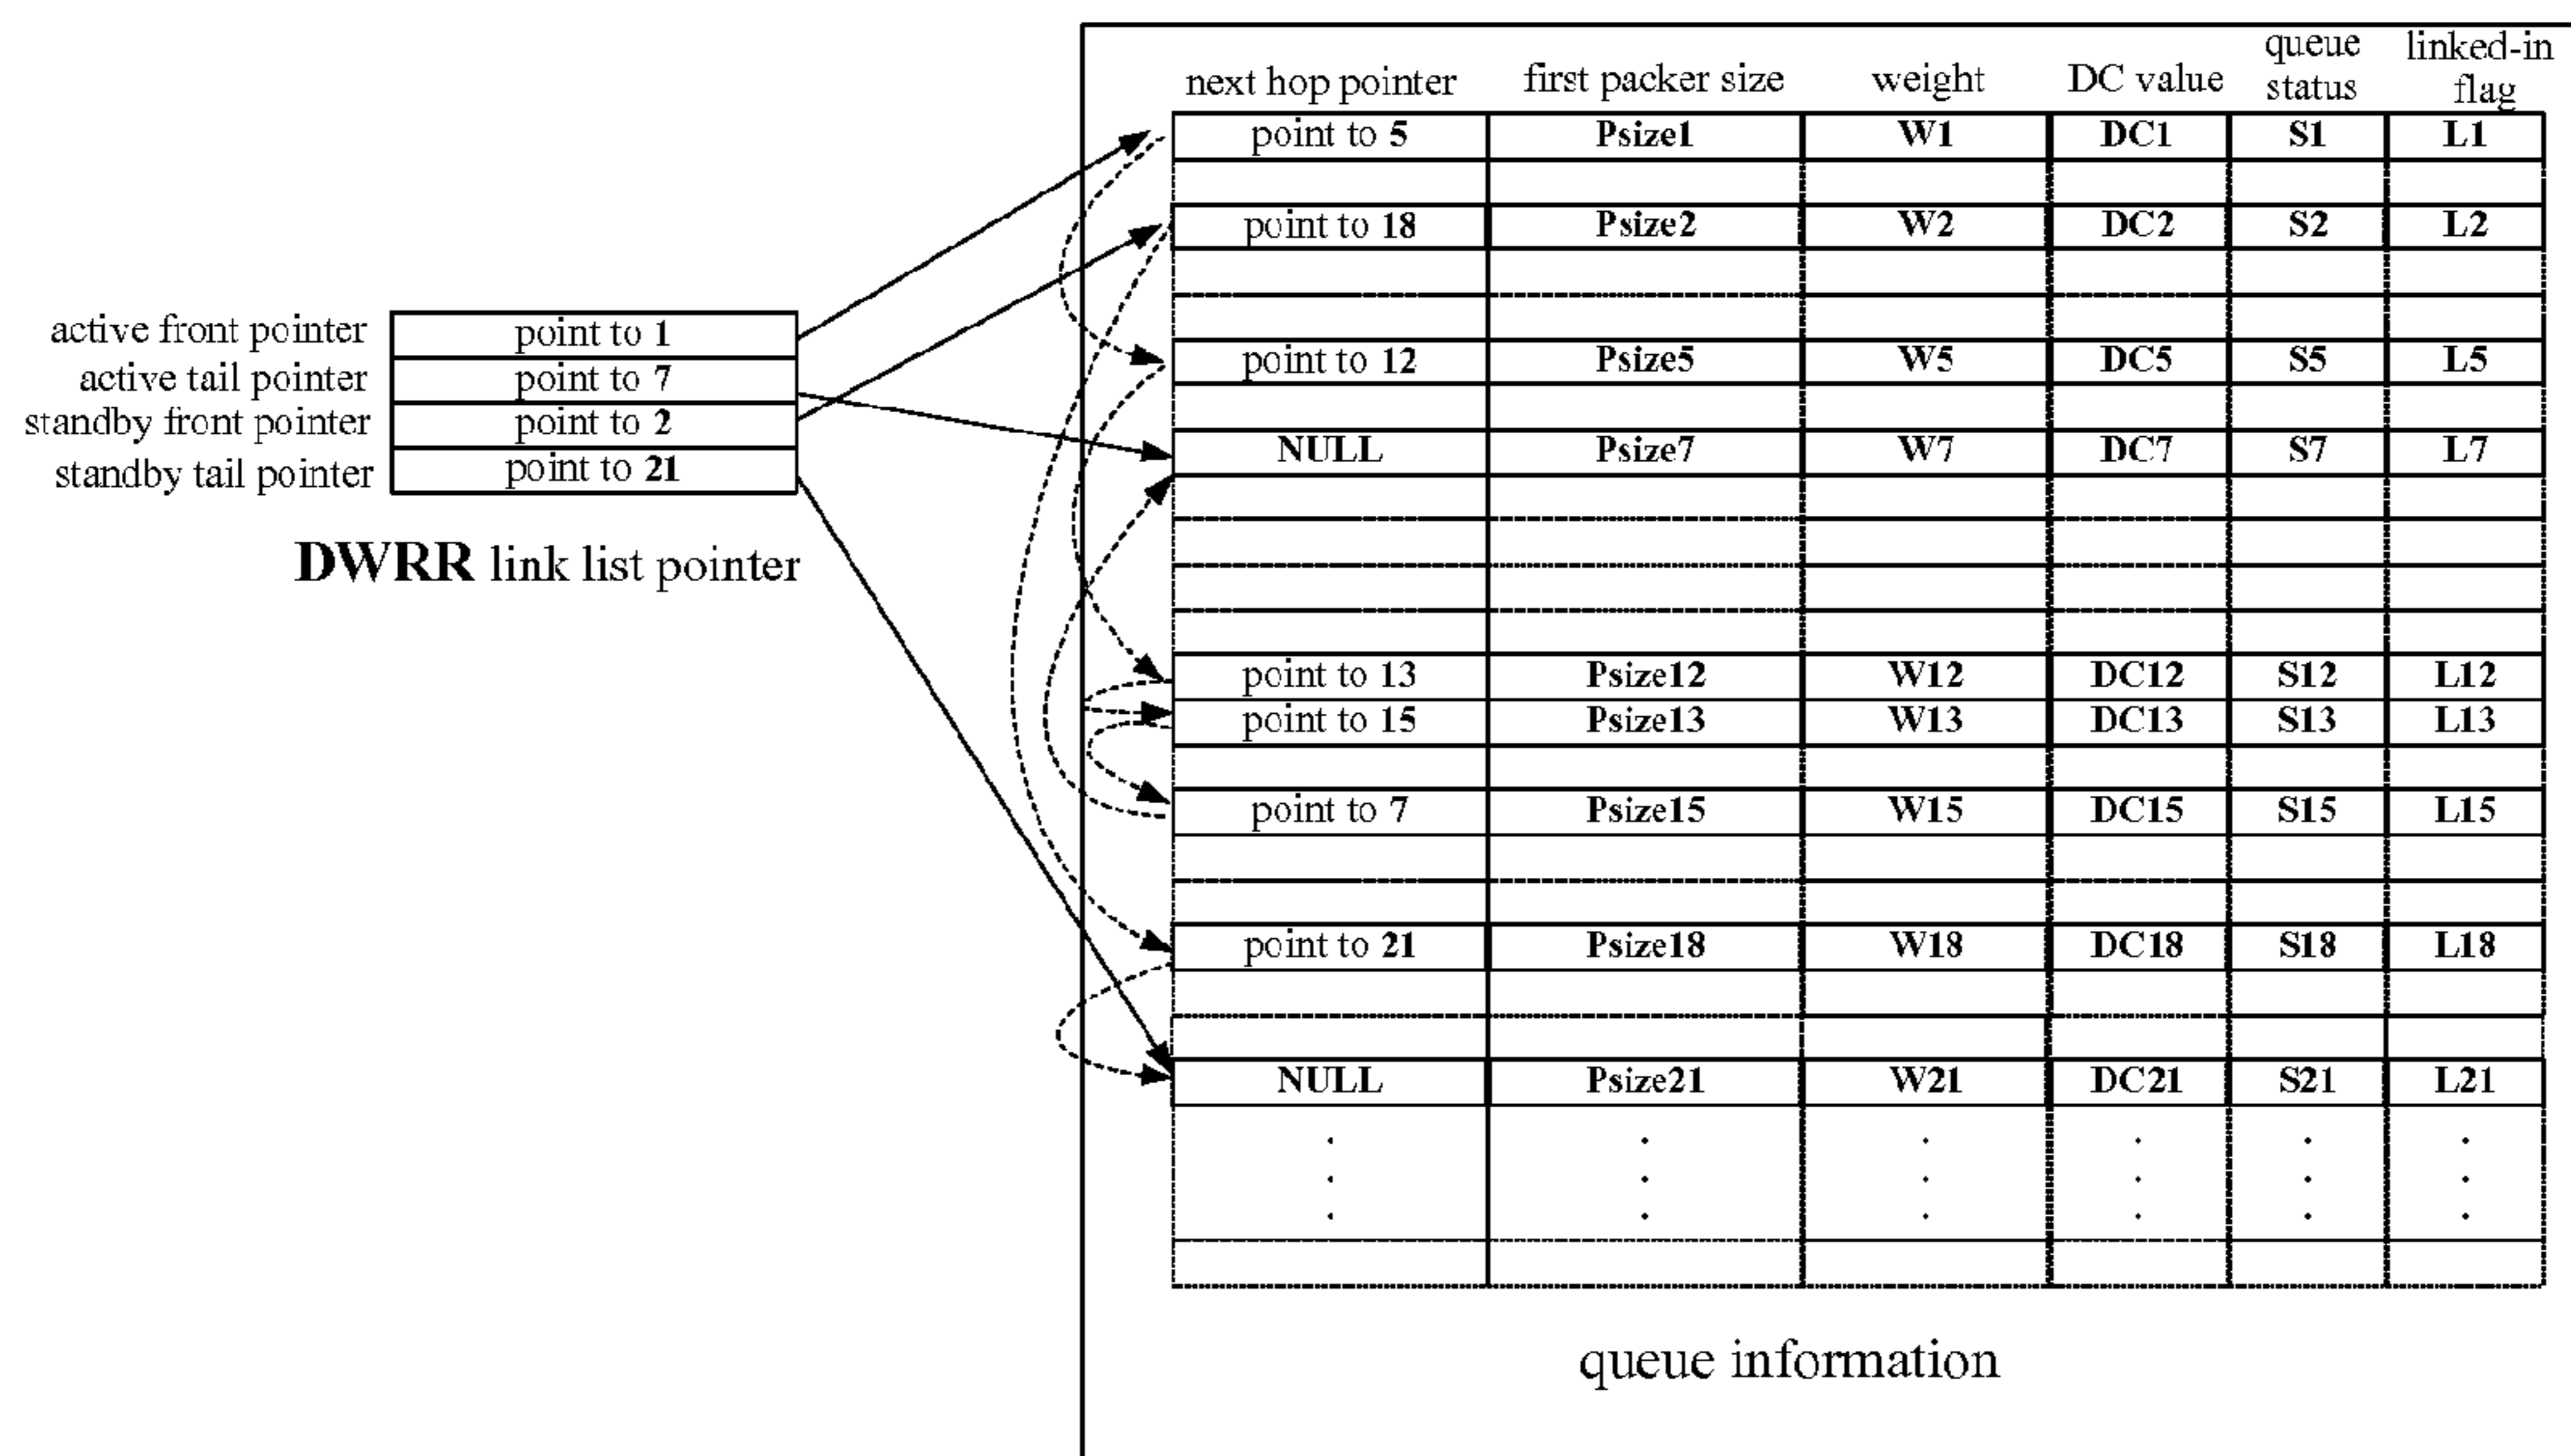 queue linked-in
next hop pointer first packer size weight DC value status flag
point to 5 Psize1 W1 DC1 S1 L1
point to 18 Psize2 W2 DC2 S2 L2
active front pointer point to 1
active tail pointer point to 7
standby front pointer point to 2
standby tail pointer point to 21
DWRR link list pointer
point to 12 Psize5 W5 DC5 S5 L5
NULL Psize7 W7 DC7 S7 L7
point to 13 Psize12 W12 DC12 S12 L12
point to 15 Psize13 W13 DC13 S13 L13
point to 7 Psize15 W15 DC15 S15 L15
point to 21 Psize18 W18 DC18 S18 L18
NULL Psize21 W21 DC21 S21 L21
queue information